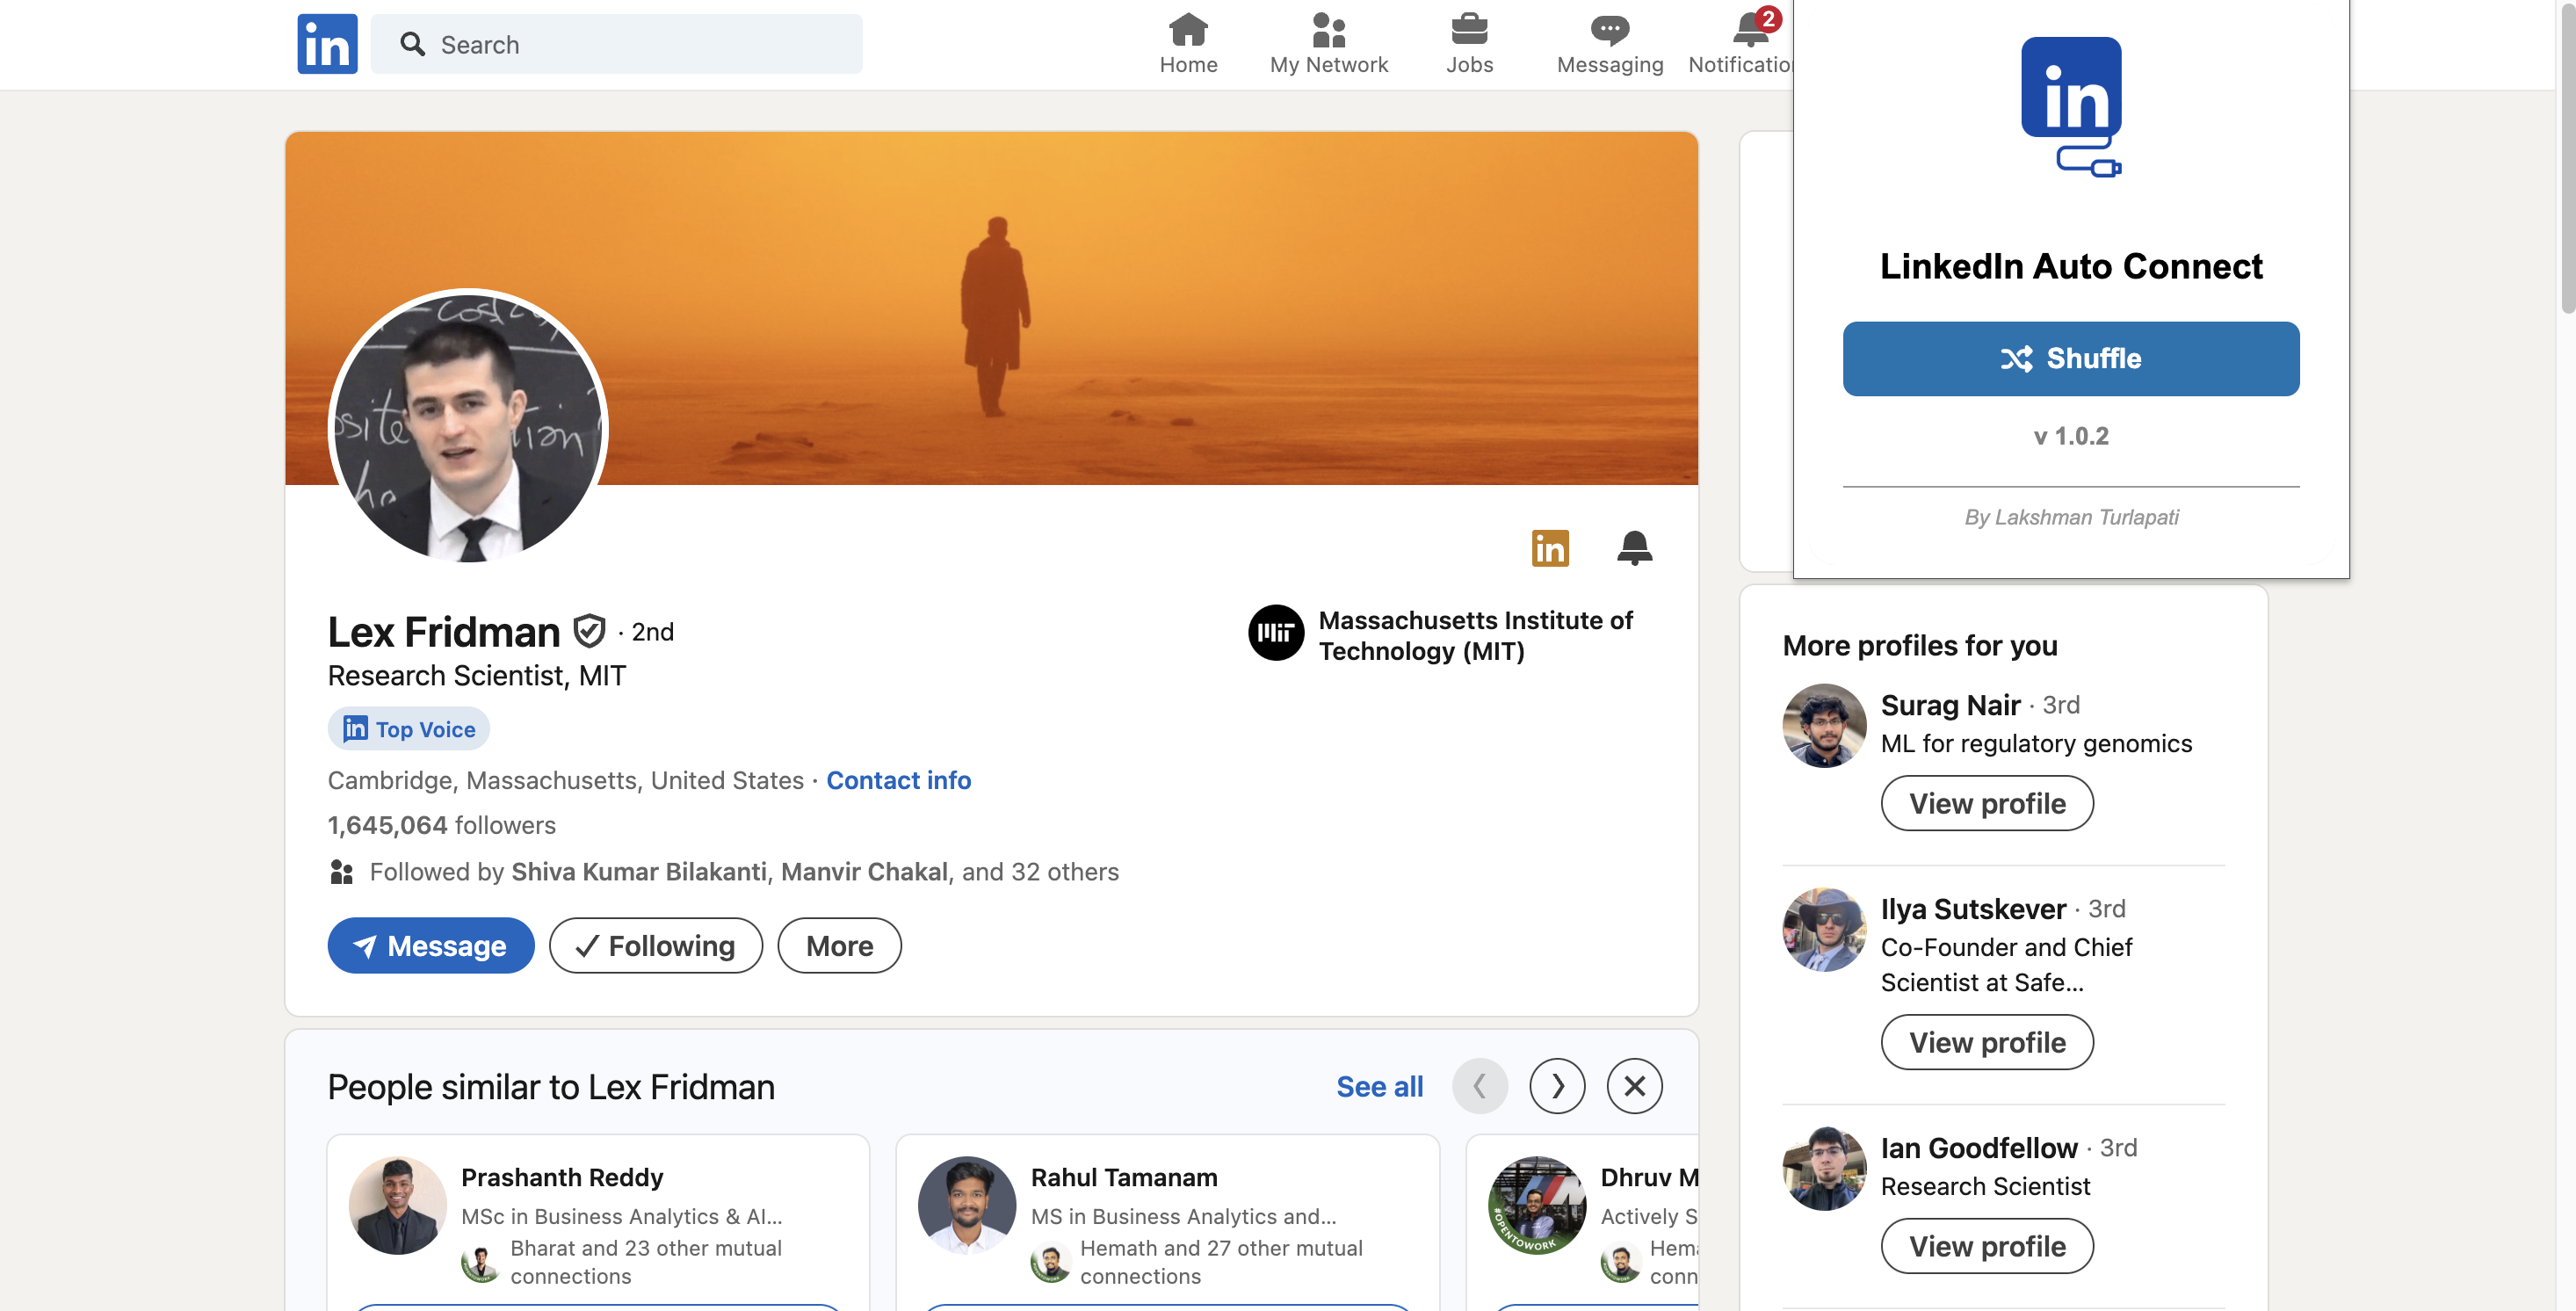 in
Search
Home
My Network
Jobs
Messaging
2
Notificatio
in
LinkedIn Auto Connect
Shuffle
v 1.0.2
By Lakshman Turlapati
in
Lex Fridman · 2nd
Research Scientist, MIT
in Top Voice
Cambridge, Massachusetts, United States · Contact info
1,645,064 followers
Followed by Shiva Kumar Bilakanti, Manvir Chakal, and 32 others
Message
Following
More
Massachusetts Institute of
Technology (MIT)
People similar to Lex Fridman
See all
Prashanth Reddy
MSc in Business Analytics & AI...
Bharat and 23 other mutual
connections
Rahul Tamanam
MS in Business Analytics and...
Hemath and 27 other mutual
connections
#OPENTOWORK
Dhruv M
Actively S
Hema
conn
More profiles for you
Surag Nair · 3rd
ML for regulatory genomics
View profile
Ilya Sutskever · 3rd
Co-Founder and Chief
Scientist at Safe...
View profile
Ian Goodfellow · 3rd
Research Scientist
View profile